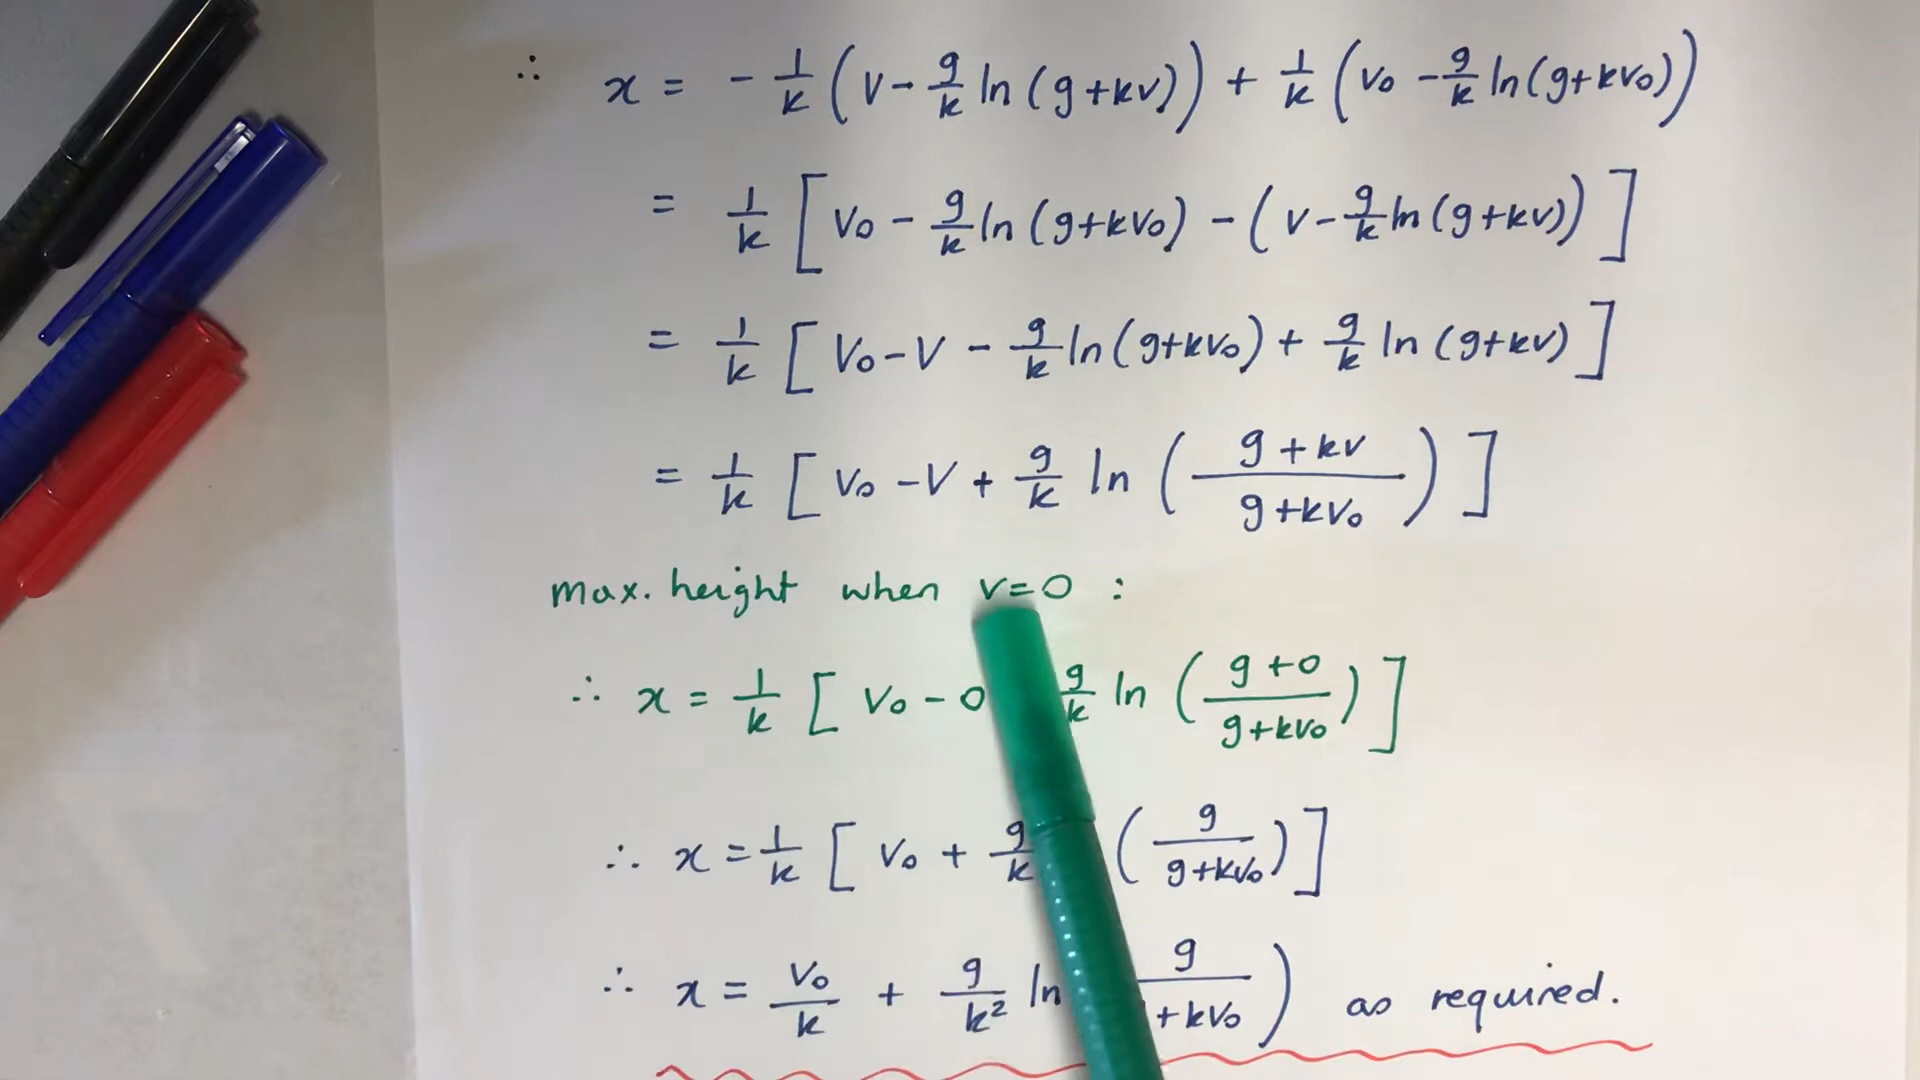 ∴ x = - 1/k (v - g/k ln (g+kv)) + 1/k (v₀ - g/k ln(g+kv₀))
= 1/k [ v₀ - g/k ln (g+kv₀) - (v - g/k ln (g+kv)) ]
= 1/k [ v₀ - v - g/k ln (g+kv₀) + g/k ln (g+kv) ]
= 1/k [ v₀ - v + g/k ln ( (g+kv)/(g+kv₀) ) ]
max. height when v=0 :
∴ x = 1/k [ v₀ - 0 g/k ln ( (g+0)/(g+kv₀) ) ]
∴ x = 1/k [ v₀ + g/k ( g/(g+kv₀) ) ]
∴ x = v₀/k + g/k² ln g/( +kv₀) ) as required.